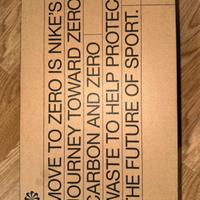 MOVE TO ZERO IS NIKE'S
JOURNEY TOWARD ZERO
CARBON AND ZERO
WASTE TO HELP PROTECT
THE FUTURE OF SPORT.